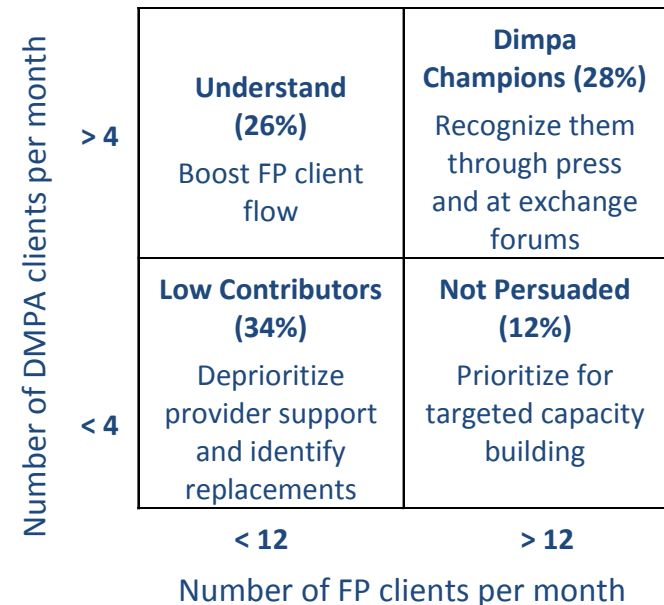 Number of DMPA clients per month
> 4
Understand
(26%)
Boost FP client
flow
Dimpa
Champions (28%)
Recognize them
through press
and at exchange
forums
< 4
Low Contributors
(34%)
Deprioritize
provider support
and identify
replacements
Not Persuaded
(12%)
Prioritize for
targeted capacity
building
< 12
> 12
Number of FP clients per month